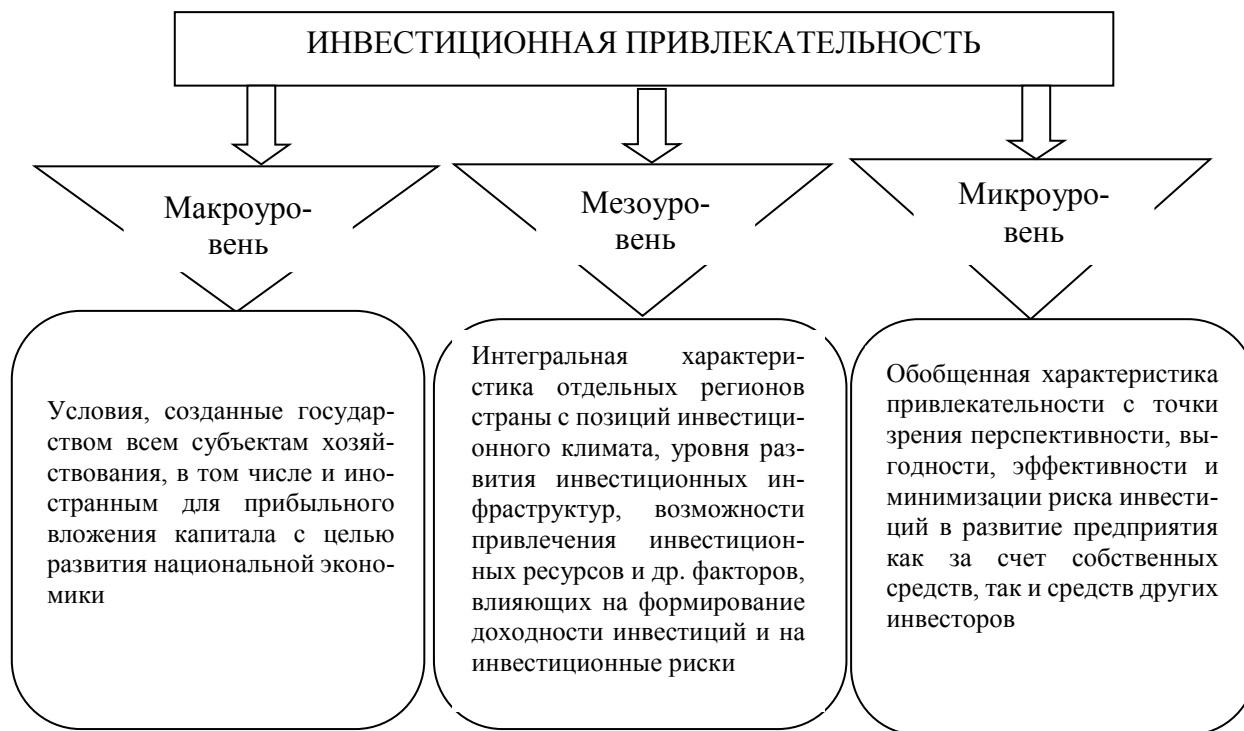 ИНВЕСТИЦИОННАЯ ПРИВЛЕКАТЕЛЬНОСТЬ
Макроуро-
вень
Мезоуро-
вень
Микроуро-
вень
Условия, созданные государ-
ством всем субъектам хозяй-
ствования, в том числе и ино-
странным для прибыльного
вложения капитала с целью
развития национальной эконо-
мики
Интегральная характери-
стика отдельных регионов
страны с позиций инвестици-
онного климата, уровня раз-
вития инвестиционных ин-
фраструктур, возможности
привлечения инвестицион-
ных ресурсов и др. факторов,
влияющих на формирование
доходности инвестиций и на
инвестиционные риски
Обобщенная характеристика
привлекательности с точки
зрения перспективности, вы-
годности, эффективности и
минимизации риска инвести-
ций в развитие предприятия
как за счет собственных
средств, так и средств других
инвесторов